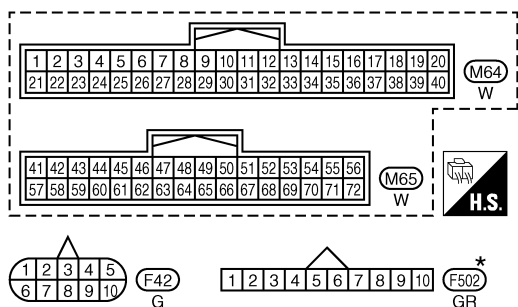 1 2 3 4 5 6 7 8 9 10 11 12 13 14 15 16 17 18 19 20
21 22 23 24 25 26 27 28 29 30 31 32 33 34 35 36 37 38 39 40
M64
W
41 42 43 44 45 46 47 48 49 50 51 52 53 54 55 56
57 58 59 60 61 62 63 64 65 66 67 68 69 70 71 72
M65
W
H.S.
1 2 3 4 5
6 7 8 9 10
F42
G
1 2 3 4 5 6 7 8 9 10
*
F502
GR